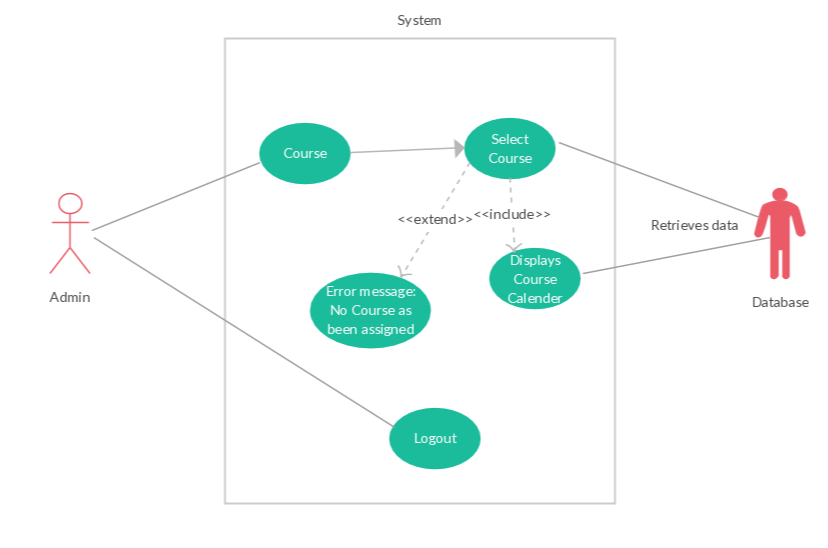 System
Course
Select
Course
<<extend>>
<<include>>
Retrieves data
Admin
Displays
Course
Calender
Error message:
No Course as
been assigned
Database
Logout